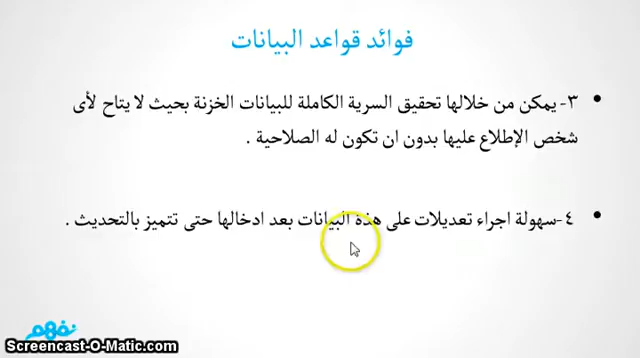 فوائد قواعد البيانات
٣- يمكن من خلالها تحقيق السرية الكاملة للبيانات الخزنة بحيث لا يتاح لأى
شخص الإطلاع عليها بدون ان تكون له الصلاحية .
٤-سهولة اجراء تعديلات على هذة البيانات بعد ادخالها حتى تتميز بالتحديث .
نفهم
Screencast-O-Matic.com